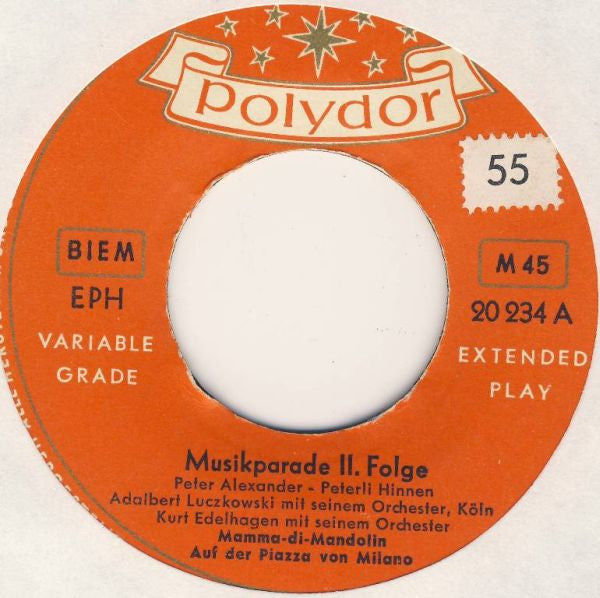 polydor
55
BIEM
M 45
EPH
20 234 A
VARIABLE
GRADE
EXTENDED
PLAY
Musikparade II. Folge
Peter Alexander - Peterli Hinnen
Adalbert Luczkowski mit seinem Orchester, Köln
Kurt Edelhagen mit seinem Orchester
Mamma-di-Mandolin
Auf der Piazza von Milano